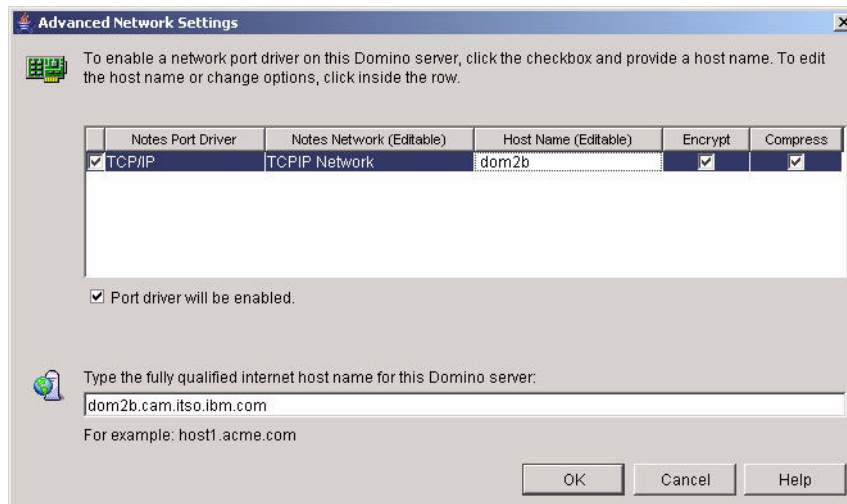 Advanced Network Settings
To enable a network port driver on this Domino server, click the checkbox and provide a host name. To edit
the host name or change options, click inside the row.
Notes Port Driver Notes Network (Editable) Host Name (Editable) Encrypt Compress
TCP/IP TCPIP Network dom2b
Port driver will be enabled.
Type the fully qualified internet host name for this Domino server:
dom2b.cam.itso.ibm.com
For example: host1.acme.com
OK Cancel Help